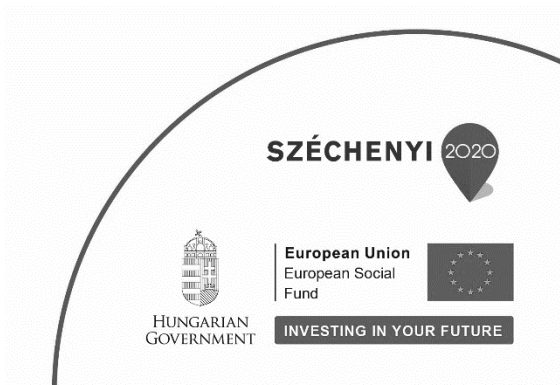 SZÉCHENYI 2020
European Union
European Social
Fund
HUNGARIAN
GOVERNMENT
INVESTING IN YOUR FUTURE